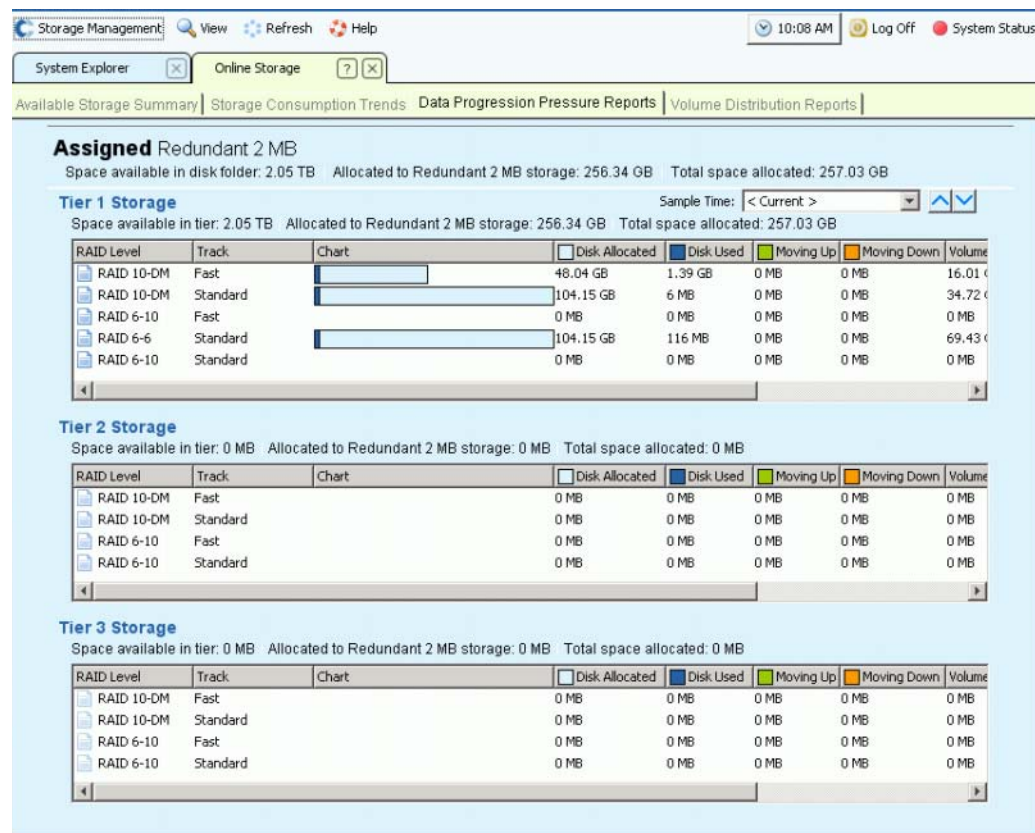 Storage Management View Refresh Help 10:08 AM Log Off System Status
System Explorer Online Storage ?
Available Storage Summary Storage Consumption Trends Data Progression Pressure Reports Volume Distribution Reports
Assigned Redundant 2 MB
Space available in disk folder: 2.05 TB Allocated to Redundant 2 MB storage: 256.34 GB Total space allocated: 257.03 GB
Tier 1 Storage Sample Time: < Current >
Space available in tier: 2.05 TB Allocated to Redundant 2 MB storage: 256.34 GB Total space allocated: 257.03 GB
RAID Level Track Chart Disk Allocated Disk Used Moving Up Moving Down Volume
RAID 10-DM Fast 48.04 GB 1.39 GB 0 MB 0 MB 16.01
RAID 10-DM Standard 104.15 GB 6 MB 0 MB 0 MB 34.72
RAID 6-10 Fast 0 MB 0 MB 0 MB 0 MB 0 MB
RAID 6-6 Standard 104.15 GB 116 MB 0 MB 0 MB 69.43
RAID 6-10 Standard 0 MB 0 MB 0 MB 0 MB 0 MB
Tier 2 Storage
Space available in tier: 0 MB Allocated to Redundant 2 MB storage: 0 MB Total space allocated: 0 MB
RAID Level Track Chart Disk Allocated Disk Used Moving Up Moving Down Volume
RAID 10-DM Fast 0 MB 0 MB 0 MB 0 MB 0 MB
RAID 10-DM Standard 0 MB 0 MB 0 MB 0 MB 0 MB
RAID 6-10 Fast 0 MB 0 MB 0 MB 0 MB 0 MB
RAID 6-10 Standard 0 MB 0 MB 0 MB 0 MB 0 MB
Tier 3 Storage
Space available in tier: 0 MB Allocated to Redundant 2 MB storage: 0 MB Total space allocated: 0 MB
RAID Level Track Chart Disk Allocated Disk Used Moving Up Moving Down Volume
RAID 10-DM Fast 0 MB 0 MB 0 MB 0 MB 0 MB
RAID 10-DM Standard 0 MB 0 MB 0 MB 0 MB 0 MB
RAID 6-10 Fast 0 MB 0 MB 0 MB 0 MB 0 MB
RAID 6-10 Standard 0 MB 0 MB 0 MB 0 MB 0 MB